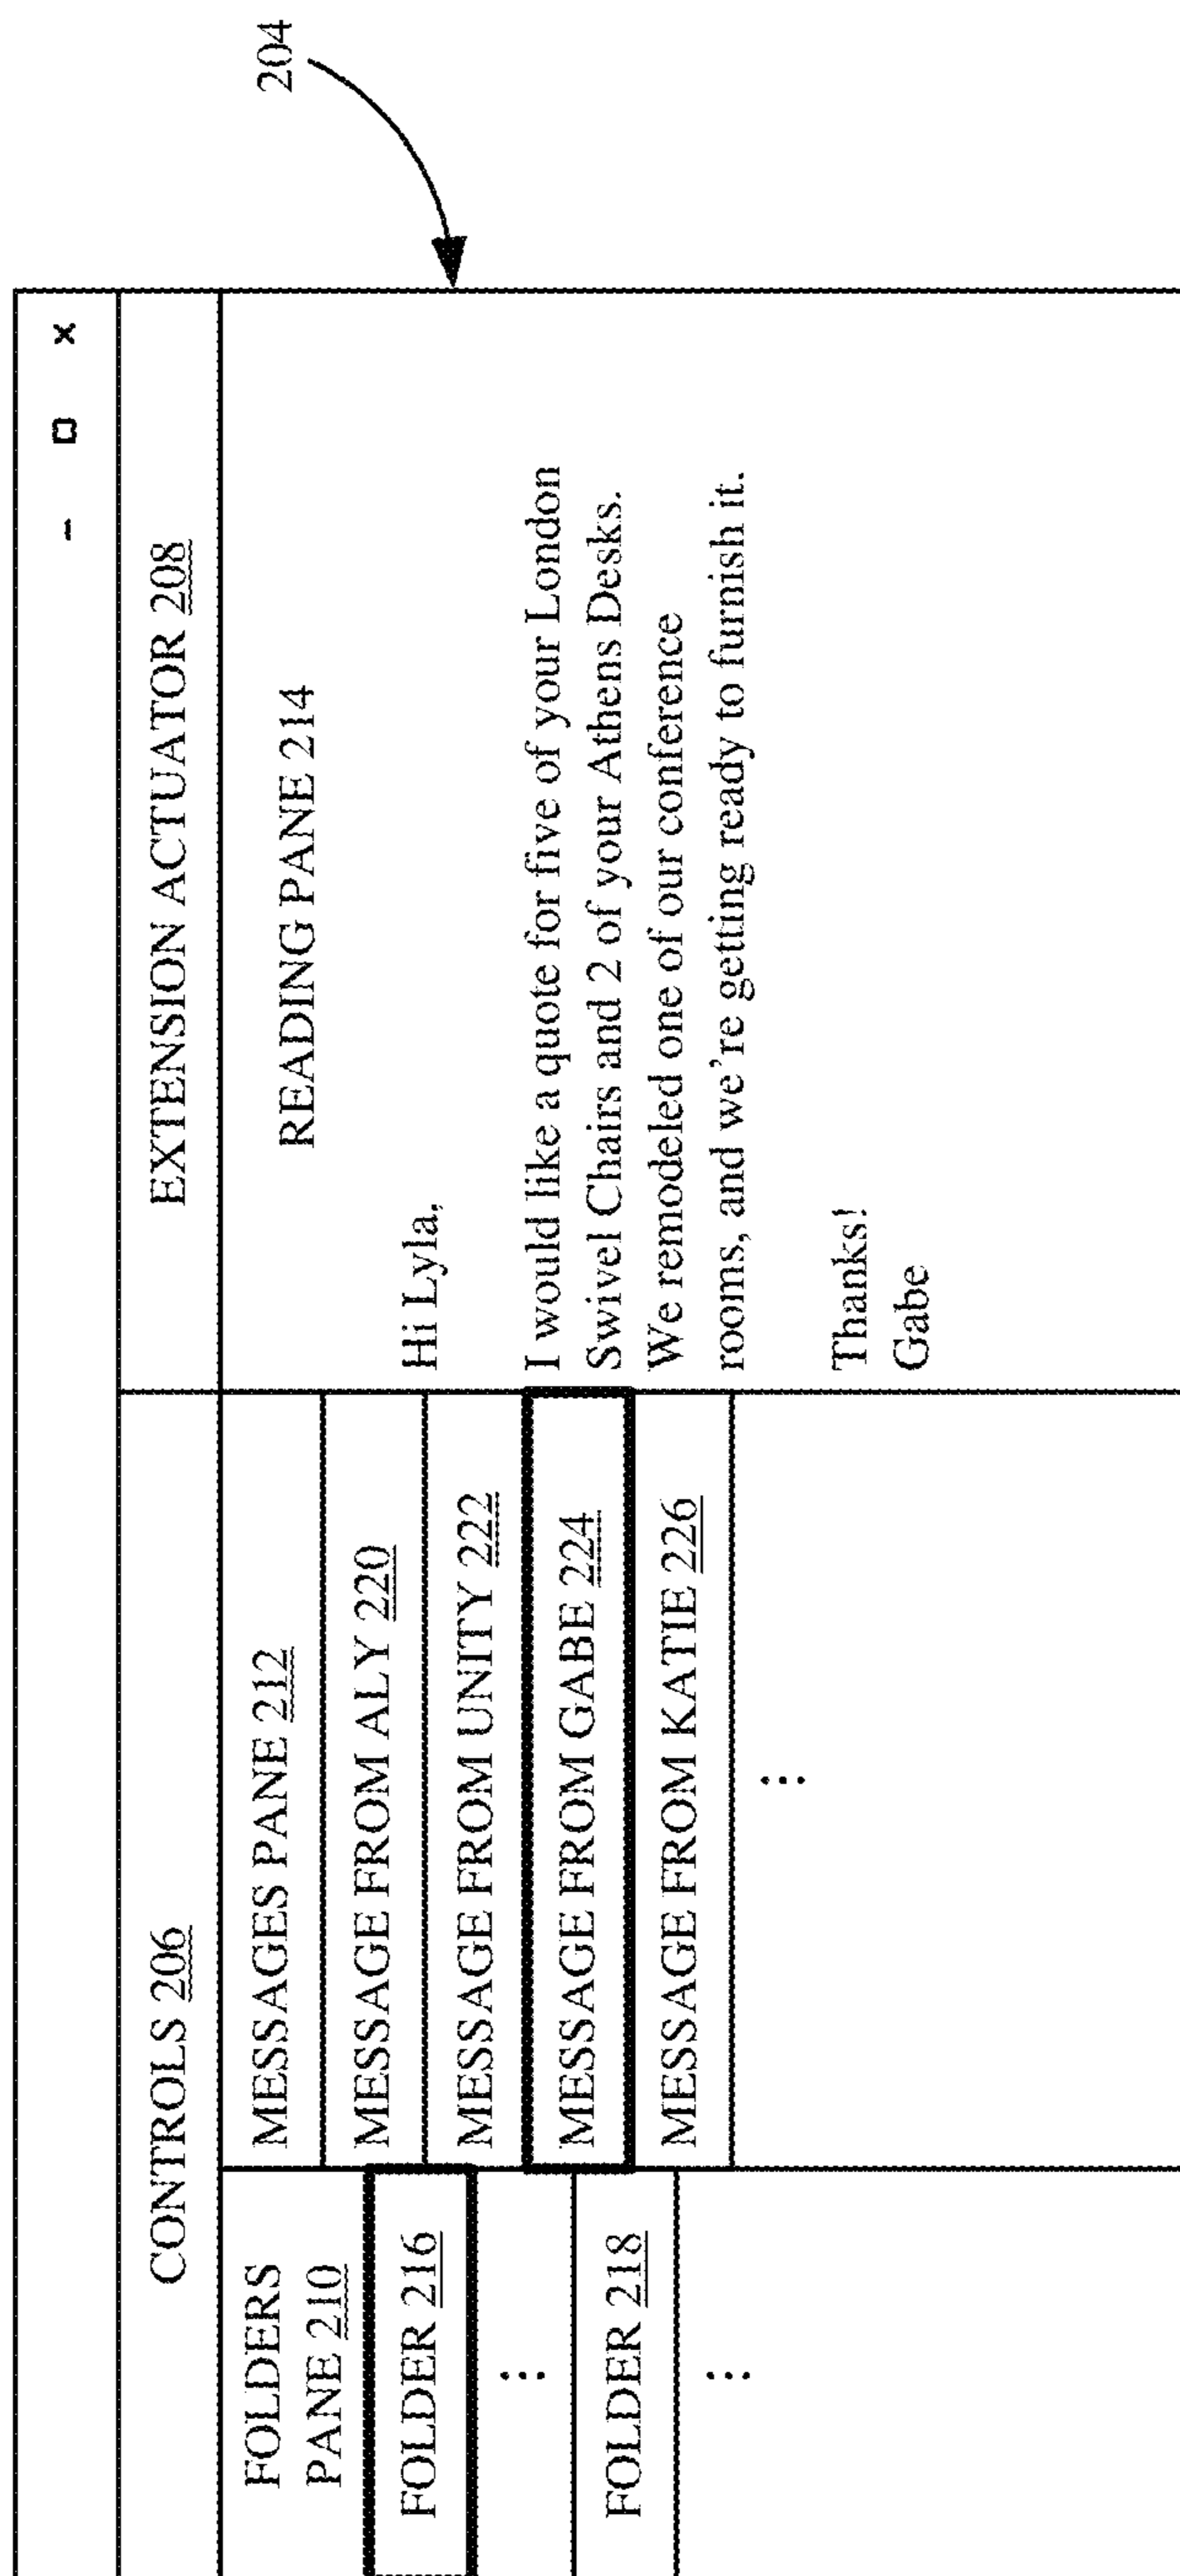 204
CONTROLS 206
EXTENSION ACTUATOR 208
FOLDERS
PANE 210
FOLDER 216
⋮
FOLDER 218
⋮
MESSAGES PANE 212
MESSAGE FROM ALY 220
MESSAGE FROM UNITY 222
MESSAGE FROM GABE 224
MESSAGE FROM KATIE 226
⋮
READING PANE 214
Hi Lyla,
I would like a quote for five of your London
Swivel Chairs and 2 of your Athens Desks.
We remodeled one of our conference
rooms, and we're getting ready to furnish it.
Thanks!
Gabe